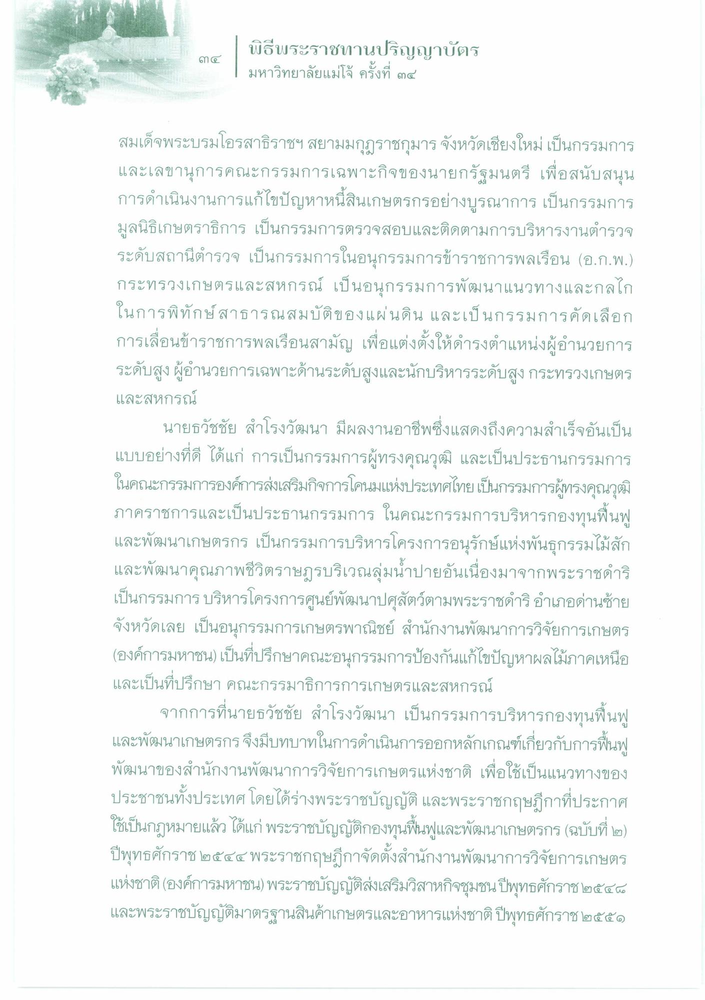 ๓๔
พิธีพระราชทานปริญญาบัตร
มหาวิทยาลัยแม่โจ้ ครั้งที่ ๓๔
สมเด็จพระบรมโอรสาธิราชฯ สยามมกุฎราชกุมาร จังหวัดเชียงใหม่ เป็นกรรมการ
และเลขานุการคณะกรรมการเฉพาะกิจของนายกรัฐมนตรี เพื่อสนับสนุน
การดำเนินงานการแก้ไขปัญหาหนี้สินเกษตรกรอย่างบูรณาการ เป็นกรรมการ
มูลนิธิเกษตราธิการ เป็นกรรมการตรวจสอบและติดตามการบริหารงานตำรวจ
ระดับสถานีตำรวจ เป็นกรรมการในอนุกรรมการข้าราชการพลเรือน (อ.ก.พ.)
กระทรวงเกษตรและสหกรณ์ เป็นอนุกรรมการพัฒนาแนวทางและกลไก
ในการพิทักษ์สาธารณสมบัติของแผ่นดิน และเป็นกรรมการคัดเลือก
การเลื่อนข้าราชการพลเรือนสามัญ เพื่อแต่งตั้งให้ดำรงตำแหน่งผู้อำนวยการ
ระดับสูง ผู้อำนวยการเฉพาะด้านระดับสูงและนักบริหารระดับสูง กระทรวงเกษตร
และสหกรณ์
นายธวัชชัย สำโรงวัฒนา มีผลงานอาชีพซึ่งแสดงถึงความสำเร็จอันเป็น
แบบอย่างที่ดี ได้แก่ การเป็นกรรมการผู้ทรงคุณวุฒิ และเป็นประธานกรรมการ
ในคณะกรรมการองค์การส่งเสริมกิจการโคนมแห่งประเทศไทย เป็นกรรมการผู้ทรงคุณวุฒิ
ภาคราชการและเป็นประธานกรรมการ ในคณะกรรมการบริหารกองทุนฟื้นฟู
และพัฒนาเกษตรกร เป็นกรรมการบริหารโครงการอนุรักษ์แห่งพันธุกรรมไม้สัก
และพัฒนาคุณภาพชีวิตราษฎรบริเวณลุ่มน้ำปายอันเนื่องมาจากพระราชดำริ
เป็นกรรมการ บริหารโครงการศูนย์พัฒนาปศุสัตว์ตามพระราชดำริ อำเภอด่านซ้าย
จังหวัดเลย เป็นอนุกรรมการเกษตรพาณิชย์ สำนักงานพัฒนาการวิจัยการเกษตร
(องค์การมหาชน) เป็นที่ปรึกษาคณะอนุกรรมการป้องกันแก้ไขปัญหาผลไม้ภาคเหนือ
และเป็นที่ปรึกษา คณะกรรมาธิการการเกษตรและสหกรณ์
จากการที่นายธวัชชัย สำโรงวัฒนา เป็นกรรมการบริหารกองทุนฟื้นฟู
และพัฒนาเกษตรกร จึงมีบทบาทในการดำเนินการออกหลักเกณฑ์เกี่ยวกับการฟื้นฟู
พัฒนาของสำนักงานพัฒนาการวิจัยการเกษตรแห่งชาติ เพื่อใช้เป็นแนวทางของ
ประชาชนทั้งประเทศ โดยได้ร่างพระราชบัญญัติ และพระราชกฤษฎีกาที่ประกาศ
ใช้เป็นกฎหมายแล้ว ได้แก่ พระราชบัญญัติกองทุนฟื้นฟูและพัฒนาเกษตรกร (ฉบับที่ ๒)
ปีพุทธศักราช ๒๕๔๔ พระราชกฤษฎีกาจัดตั้งสำนักงานพัฒนาการวิจัยการเกษตร
แห่งชาติ (องค์การมหาชน) พระราชบัญญัติส่งเสริมวิสาหกิจชุมชน ปีพุทธศักราช ๒๕๔๘
และพระราชบัญญัติมาตรฐานสินค้าเกษตรและอาหารแห่งชาติ ปีพุทธศักราช ๒๕๕๑